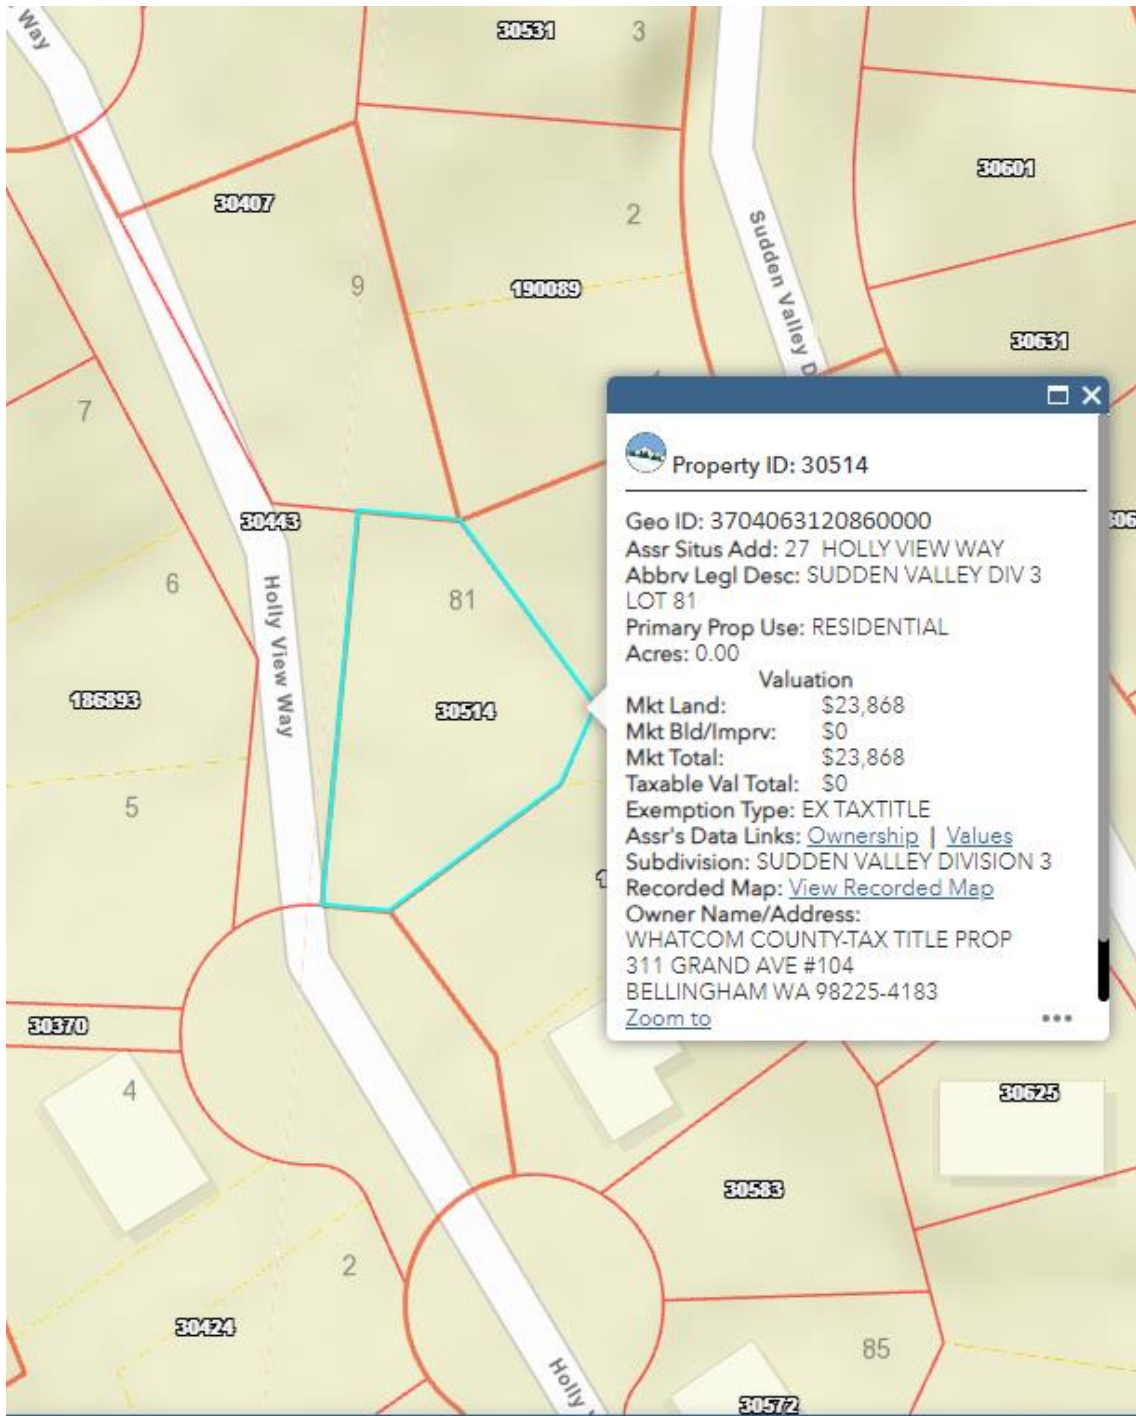 Way
30531
3
30601
30407
2
Sudden Valley D
9
190089
30631
7
Property ID: 30514
30443
Geo ID: 3704063120860000
Assr Situs Add: 27 HOLLY VIEW WAY
Abbrv Legl Desc: SUDDEN VALLEY DIV 3
LOT 81
Primary Prop Use: RESIDENTIAL
Acres: 0.00
Valuation
Mkt Land: $23,868
Mkt Bld/Imprv: $0
Mkt Total: $23,868
Taxable Val Total: $0
Exemption Type: EX TAXTITLE
Assr's Data Links: Ownership | Values
Subdivision: SUDDEN VALLEY DIVISION 3
Recorded Map: View Recorded Map
Owner Name/Address:
WHATCOM COUNTY-TAX TITLE PROP
311 GRAND AVE #104
BELLINGHAM WA 98225-4183
Zoom to
6
81
Holly View Way
186893
30514
5
30370
4
30625
30583
2
30424
85
Holly
30572